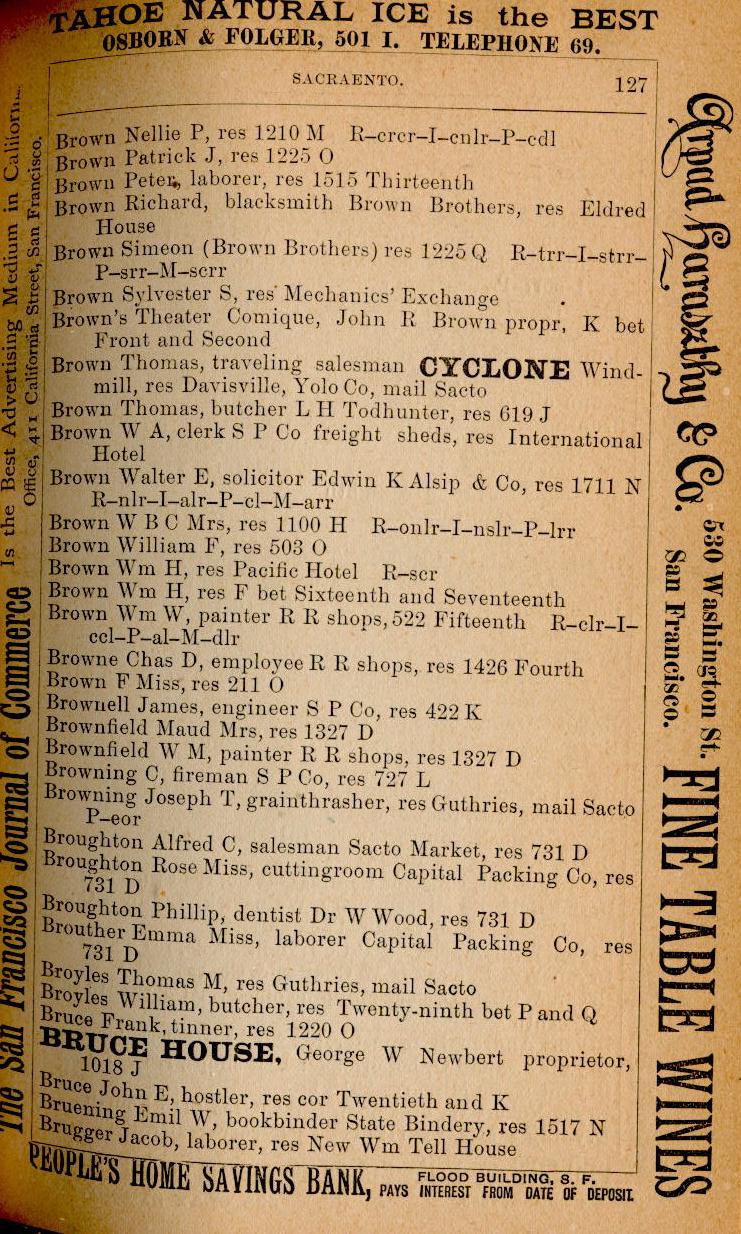 TAHOE NATURAL ICE is the BEST
OSBORN & FOLGER, 501 I. TELEPHONE 69.
SACRAENTO. 127
Brown Nellie P, res 1210 M R–crcr–I–cnlr–P–cdl
Brown Patrick J, res 1225 O
Brown Peter, laborer, res 1515 Thirteenth
Brown Richard, blacksmith Brown Brothers, res Eldred
House
Brown Simeon (Brown Brothers) res 1225 Q R–trr–I–strr–
P–srr–M–scrr
Brown Sylvester S, res Mechanics' Exchange
Brown's Theater Comique, John R Brown propr, K bet
Front and Second
Brown Thomas, traveling salesman CYCLONE Wind-
mill, res Davisville, Yolo Co, mail Sacto
Brown Thomas, butcher L H Todhunter, res 619 J
Brown W A, clerk S P Co freight sheds, res International
Hotel
Brown Walter E, solicitor Edwin K Alsip & Co, res 1711 N
R–nlr–I–alr–P–cl–M–arr
Brown W B C Mrs, res 1100 H R–onlr–I–nslr–P–lrr
Brown William F, res 503 O
Brown Wm H, res Pacific Hotel R–scr
Brown Wm H, res F bet Sixteenth and Seventeenth
Brown Wm W, painter R R shops, 522 Fifteenth R–clr–I–
ccl–P–al–M–dlr
Browne Chas D, employee R R shops, res 1426 Fourth
Brown F Miss, res 211 O
Brownell James, engineer S P Co, res 422 K
Brownfield Maud Mrs, res 1327 D
Brownfield W M, painter R R shops, res 1327 D
Browning C, fireman S P Co, res 727 L
Browning Joseph T, grainthrasher, res Guthries, mail Sacto
P–eor
Broughton Alfred C, salesman Sacto Market, res 731 D
Broughton Rose Miss, cuttingroom Capital Packing Co, res
731 D
Broughton Phillip, dentist Dr W Wood, res 731 D
Brouther Emma Miss, laborer Capital Packing Co, res
731 D
Broyles Thomas M, res Guthries, mail Sacto
Broyles William, butcher, res Twenty-ninth bet P and Q
Bruce Frank, tinner, res 1220 O
BRUCE HOUSE, George W Newbert proprietor,
1018 J
Bruce John E, hostler, res cor Twentieth and K
Bruening Emil W, bookbinder State Bindery, res 1517 N
Brugger Jacob, laborer, res New Wm Tell House
PEOPLE'S HOME SAVINGS BANK, PAYS INTEREST FROM DATE OF DEPOSIT.
FLOOD BUILDING, S. F.
The San Francisco Journal of Commerce Is the Best Advertising Medium in
Office, 411 California Street, San Francisco.
Arpad Haraszthy & Co. 530 Washington St. FINE TABLE WINES
San Francisco.